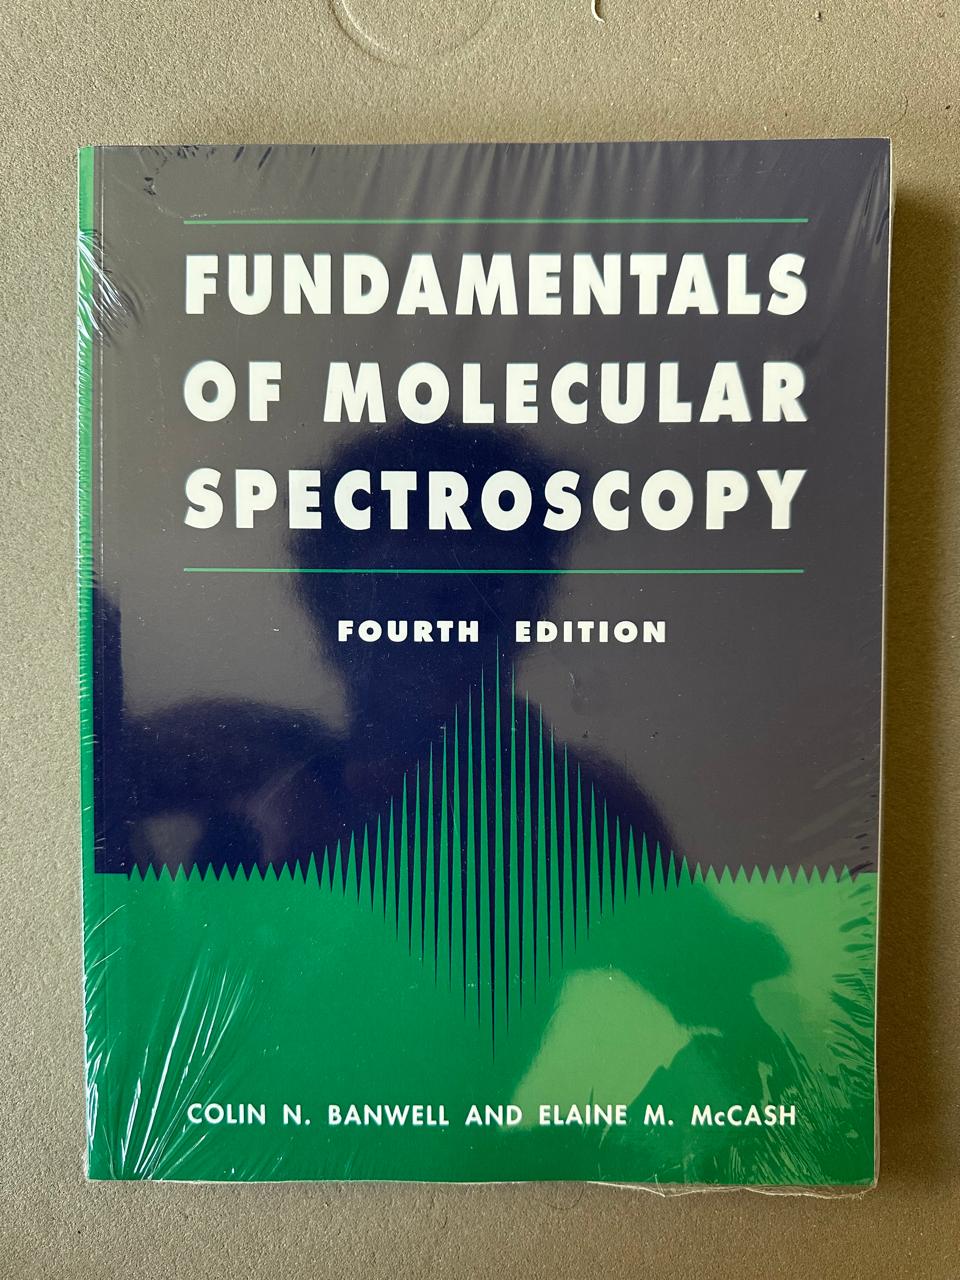 FUNDAMENTALS
OF MOLECULAR
SPECTROSCOPY
FOURTH EDITION
COLIN N. BANWELL AND ELAINE M. McCASH